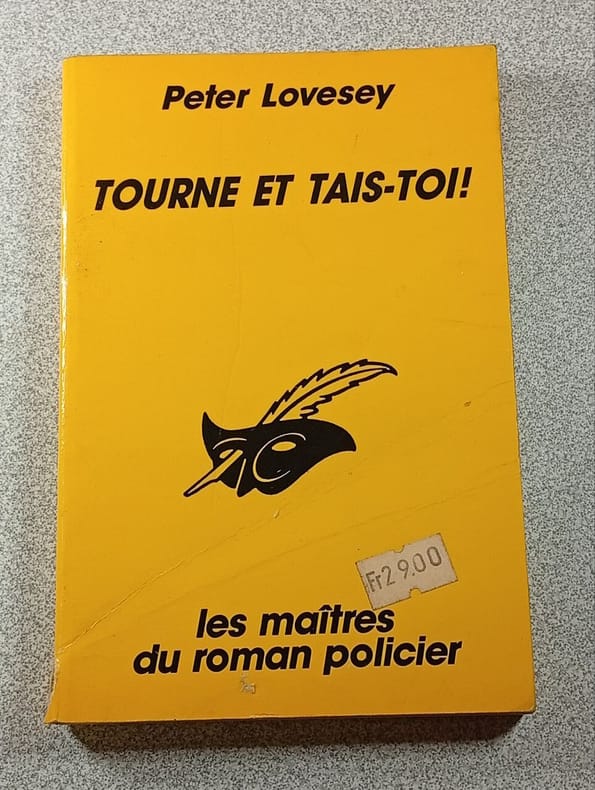 Peter Lovesey
TOURNE ET TAIS-TOI!
Fr29.00
les maîtres
du roman policier